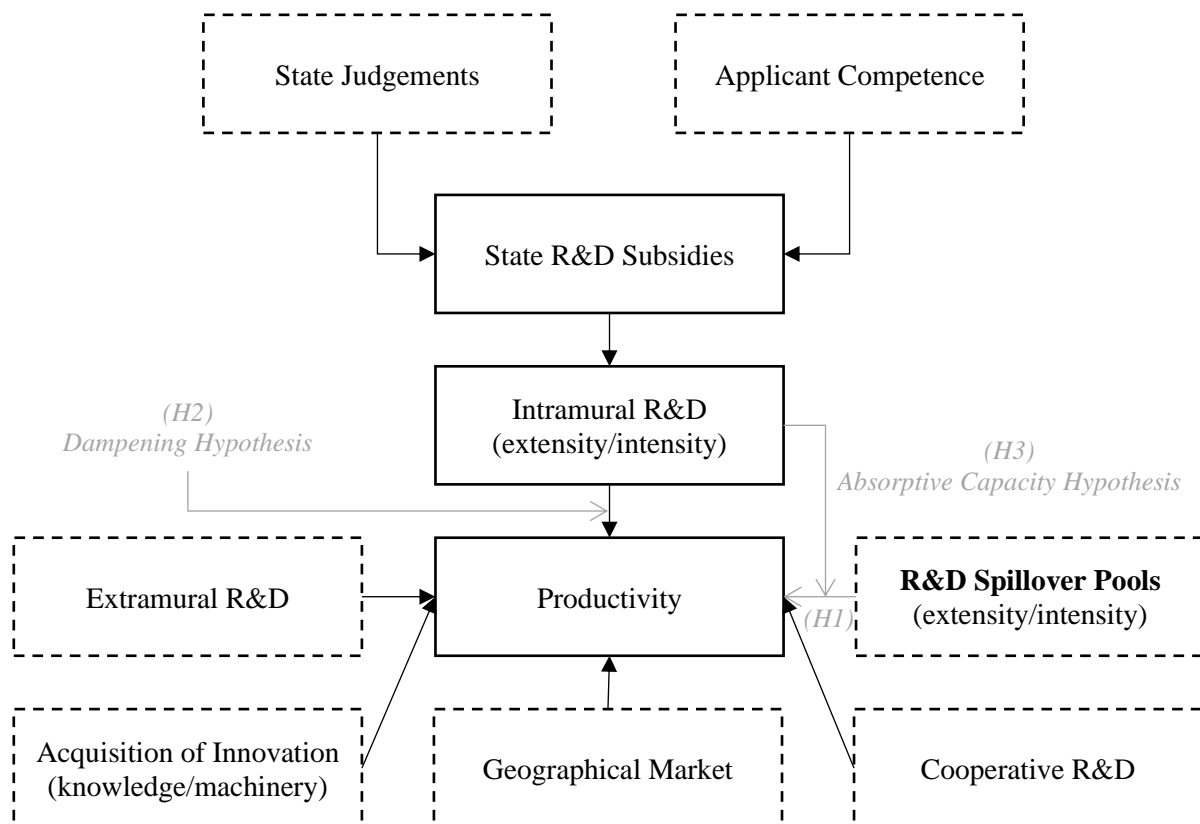 State Judgements
Applicant Competence
State R&D Subsidies
Intramural R&D
(extensity/intensity)
(H2)
Dampening Hypothesis
(H3)
Absorptive Capacity Hypothesis
Extramural R&D
Productivity
(H1)
R&D Spillover Pools
(extensity/intensity)
Acquisition of Innovation
(knowledge/machinery)
Geographical Market
Cooperative R&D